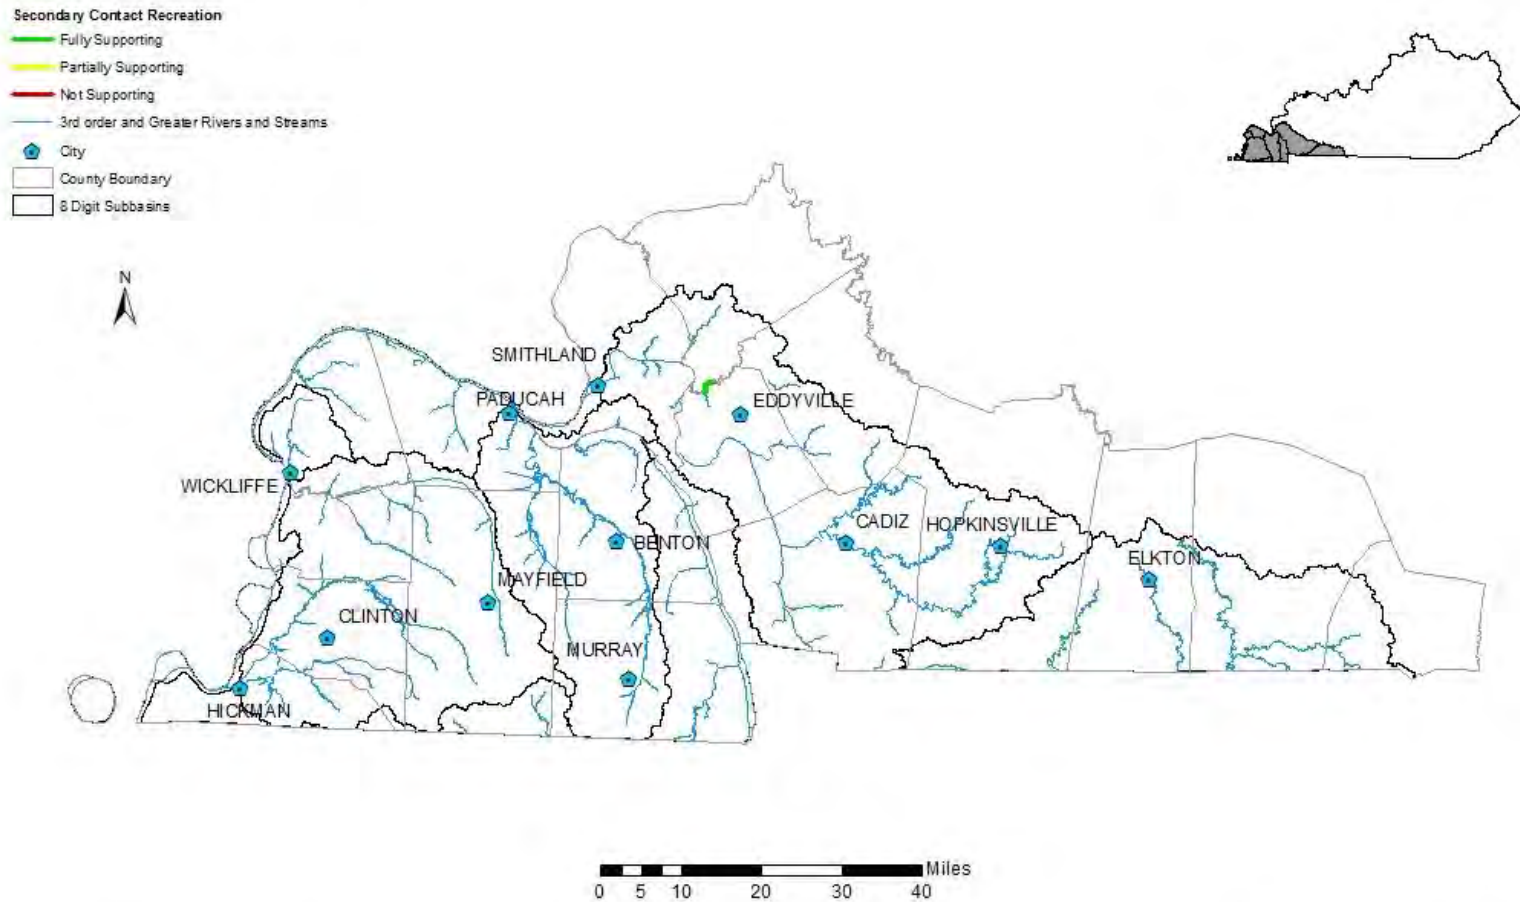 Secondary Contact Recreation
Fully Supporting
Partially Supporting
Not Supporting
3rd order and Greater Rivers and Streams
City
County Boundary
8 Digit Subbasins
N
SMITHLAND
PADUCAH
EDDYVILLE
WICKLIFFE
CADIZ
HOPKINSVILLE
BENTON
ELKTON
MAYFIELD
CLINTON
MURRAY
HICKMAN
Miles
0 5 10 20 30 40